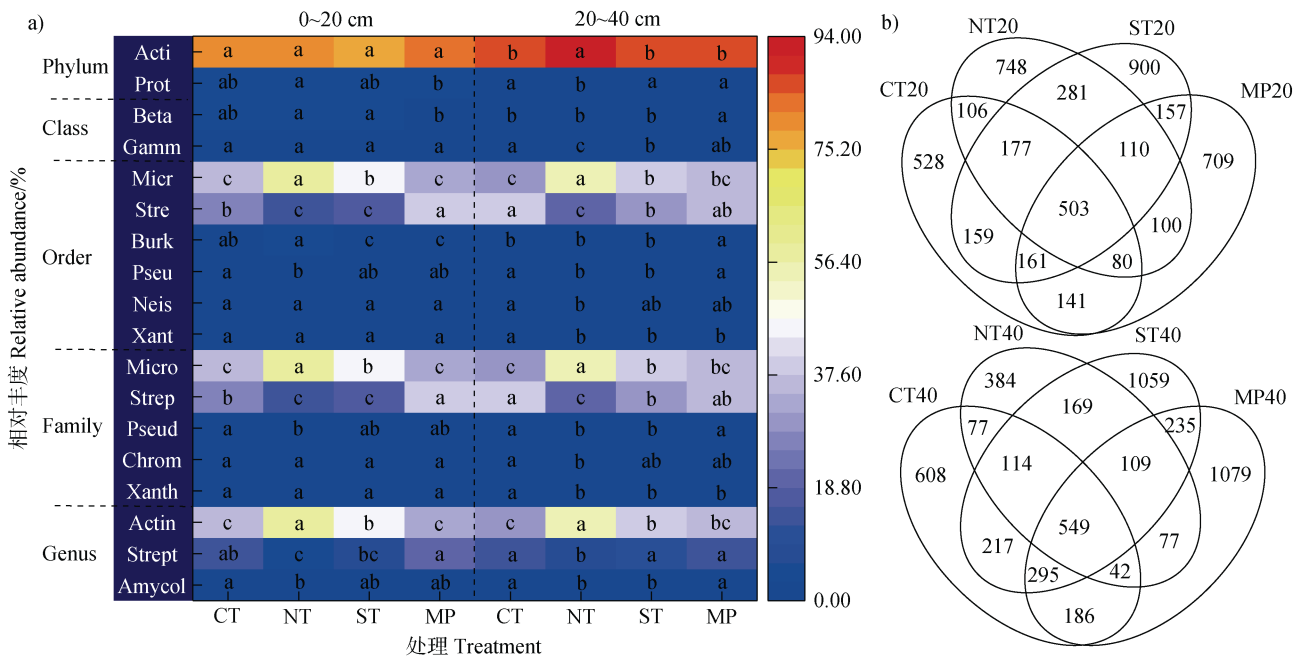 a)
0~20 cm
20~40 cm
相对丰度 Relative abundance/%
Phylum
Class
Order
Family
Genus
Acti a a a a b a b b
Prot ab a ab b a b a a
Beta ab a a b b b b a
Gamm a a a a a c b ab
Micr c a b c c a b bc
Stre b c c a a c b ab
Burk ab a c c b b b a
Pseu a b ab ab a b b a
Neis a a a a a b ab ab
Xant a a a a a b b b
Micro c a b c c a b bc
Strep b c c a a c b ab
Pseud a b ab ab a b b a
Chrom a a a a a b ab ab
Xanth a a a a a b b b
Actin c a b c c a b bc
Strept ab c bc a a b a a
Amycol a b ab ab a b b a
CT NT ST MP CT NT ST MP
处理 Treatment
94.00
75.20
56.40
37.60
18.80
0.00
b)
NT20 ST20
CT20 MP20
748 900
281
106 157
528 177 110 709
503
159 100
161 80
141
NT40 ST40
CT40 MP40
384 1059
169
77 235
608 114 109 1079
549
217 77
295 42
186